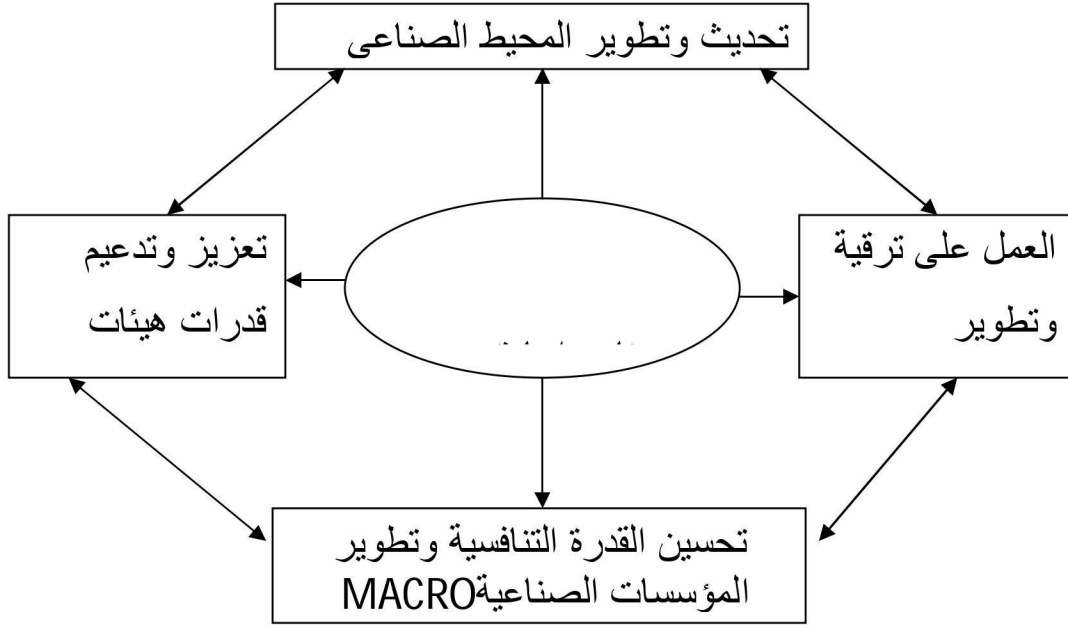 تحديث وتطوير المحيط الصناعى
العمل على ترقية
وتطوير
تعزيز وتدعيم
قدرات هيئات
تحسين القدرة التنافسية وتطوير
المؤسسات الصناعيةMACRO